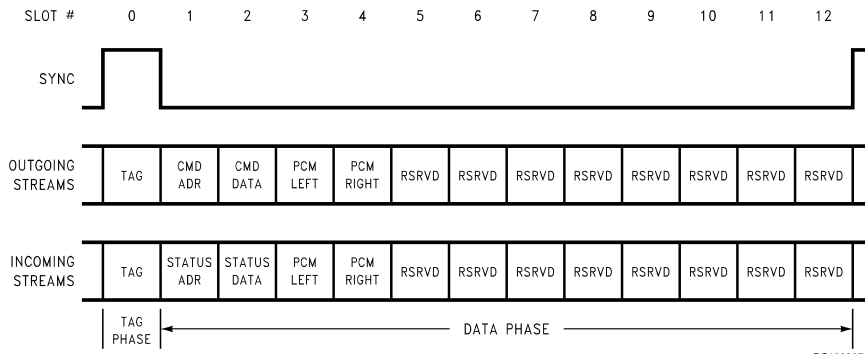 SLOT # 0 1 2 3 4 5 6 7 8 9 10 11 12
SYNC
OUTGOING STREAMS
TAG
CMD ADR
CMD DATA
PCM LEFT
PCM RIGHT
RSRVD RSRVD RSRVD RSRVD RSRVD RSRVD RSRVD RSRVD
INCOMING STREAMS
TAG
STATUS ADR
STATUS DATA
PCM LEFT
PCM RIGHT
RSRVD RSRVD RSRVD RSRVD RSRVD RSRVD RSRVD RSRVD
TAG PHASE
DATA PHASE